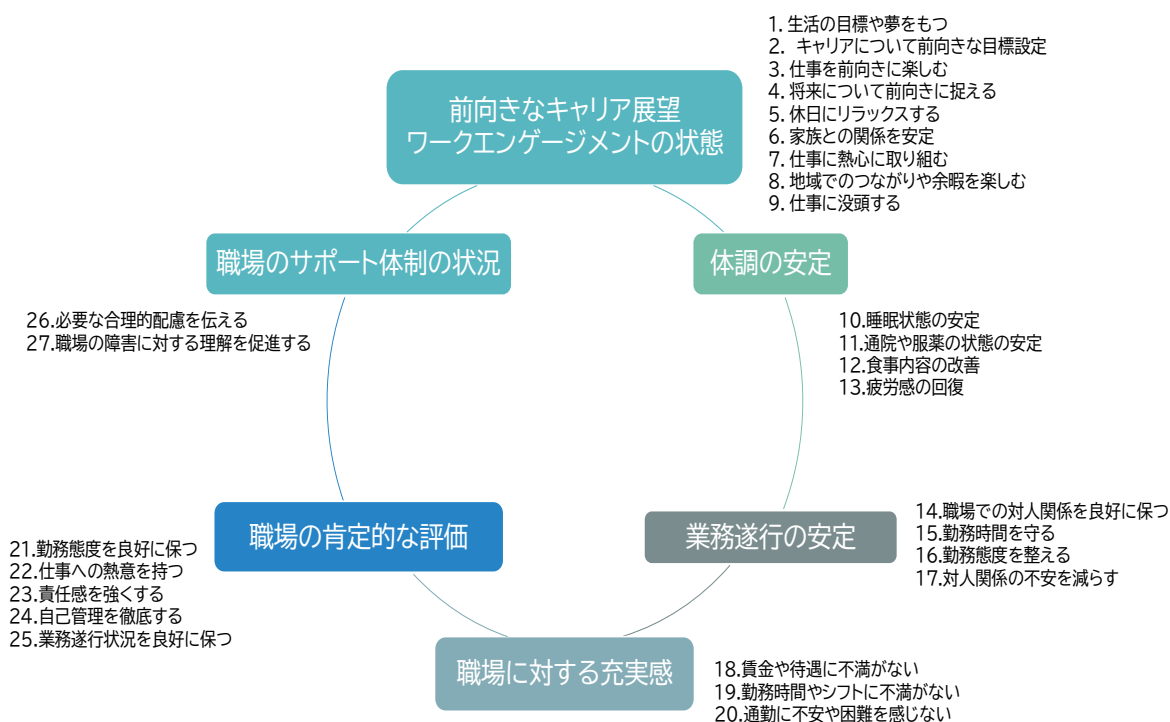 前向きなキャリア展望
ワークエンゲージメントの状態
1. 生活の目標や夢をもつ
2. キャリアについて前向きな目標設定
3. 仕事を前向きに楽しむ
4. 将来について前向きに捉える
5. 休日にリラックスする
6. 家族との関係を安定
7. 仕事に熱心に取り組む
8. 地域でのつながりや余暇を楽しむ
9. 仕事に没頭する
体調の安定
10.睡眠状態の安定
11.通院や服薬の状態の安定
12.食事内容の改善
13.疲労感の回復
業務遂行の安定
14.職場での対人関係を良好に保つ
15.勤務時間を守る
16.勤務態度を整える
17.対人関係の不安を減らす
職場に対する充実感
18.賃金や待遇に不満がない
19.勤務時間やシフトに不満がない
20.通勤に不安や困難を感じない
職場の肯定的な評価
21.勤務態度を良好に保つ
22.仕事への熱意を持つ
23.責任感を強くする
24.自己管理を徹底する
25.業務遂行状況を良好に保つ
職場のサポート体制の状況
26.必要な合理的配慮を伝える
27.職場の障害に対する理解を促進する